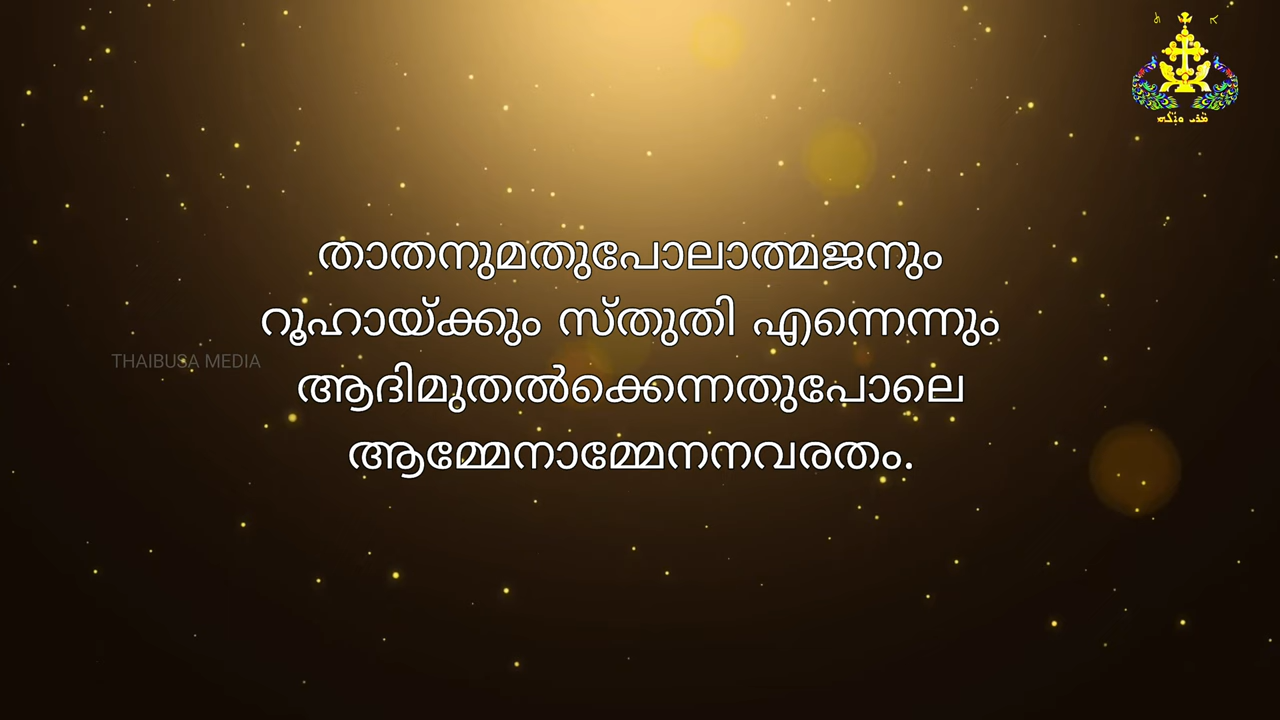 താതനുമതുപോലാത്മജനും
റൂഹായ്ക്കും സ്തുതി എന്നെന്നും
THAIBUSA MEDIA
ആദിമുതൽക്കെന്നതുപോലെ
ആമ്മേനാമ്മേനനവരതം.